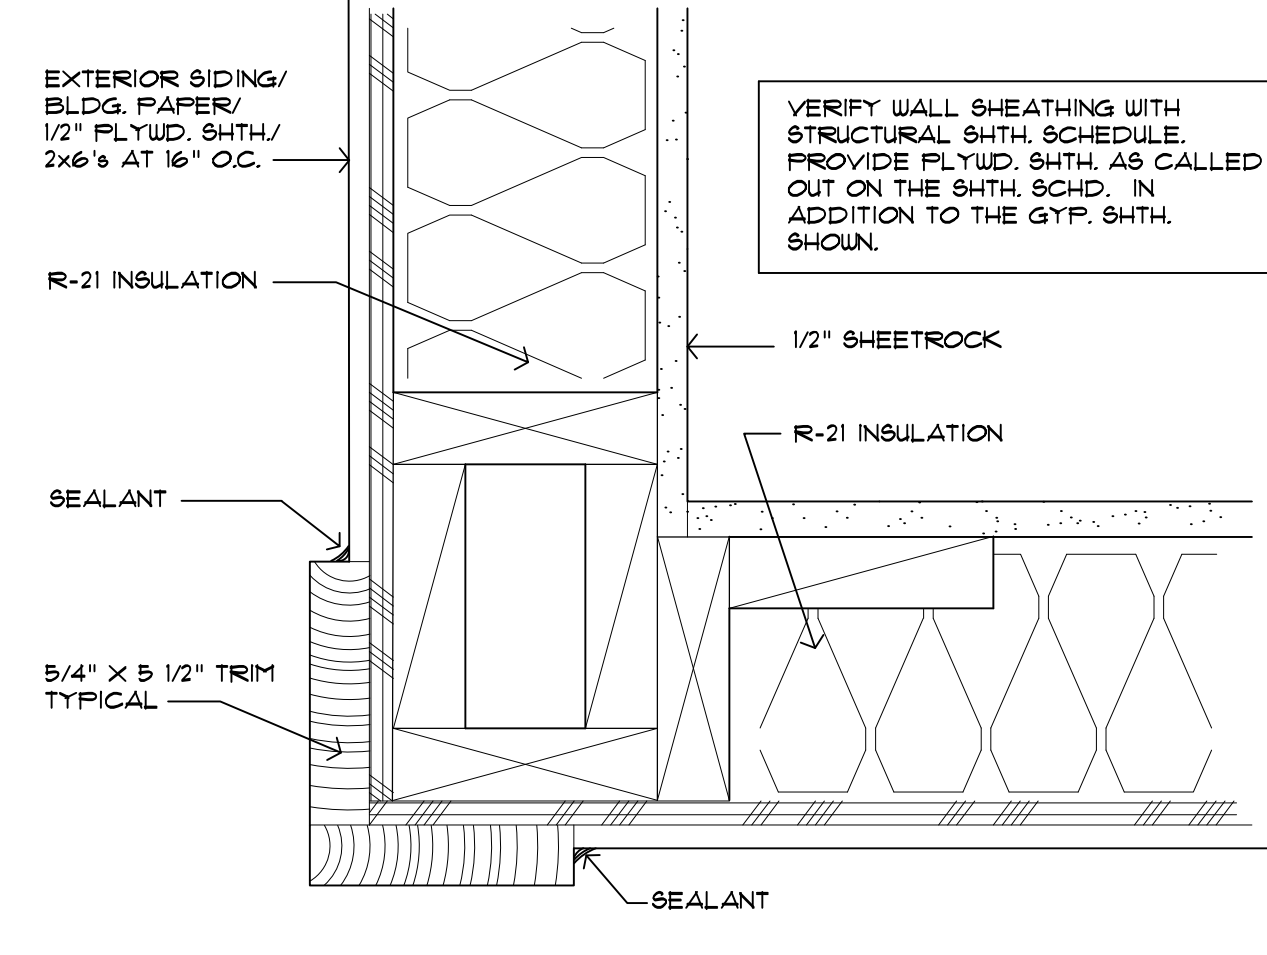 EXTERIOR SIDING/
BLDG. PAPER/
1/2" PLYWD. SHTH./
2x6's AT 16" O.C.
VERIFY WALL SHEATHING WITH
STRUCTURAL SHTH. SCHEDULE.
PROVIDE PLYWD. SHTH. AS CALLED
OUT ON THE SHTH. SCHD. IN
ADDITION TO THE GYP. SHTH.
SHOWN.
R-21 INSULATION
1/2" SHEETROCK
R-21 INSULATION
SEALANT
5/4" X 5 1/2" TRIM
TYPICAL
SEALANT